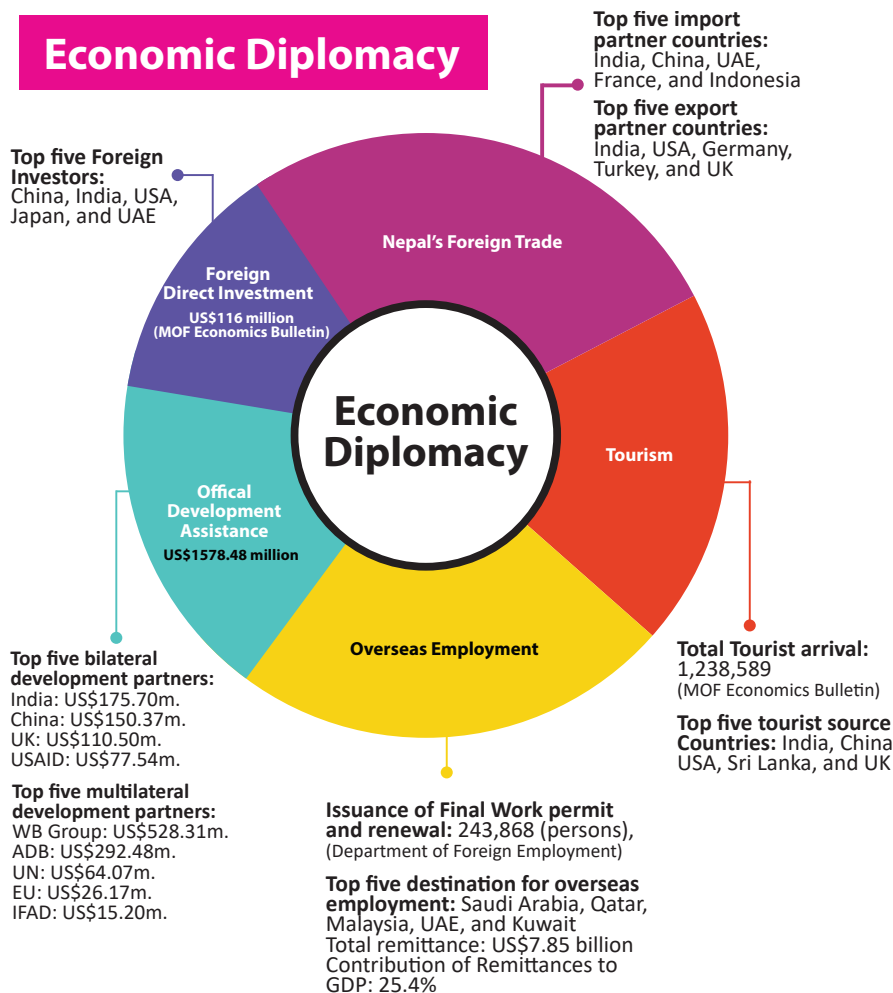 Economic Diplomacy
Top five import
partner countries:
India, China, UAE,
France, and Indonesia
Top five export
partner countries:
India, USA, Germany,
Turkey, and UK
Top five Foreign
Investors:
China, India, USA,
Japan, and UAE
Nepal's Foreign Trade
Foreign
Direct Investment
US$116 million
(MOF Economics Bulletin)
Economic
Diplomacy
Tourism
Offical
Development
Assistance
US$1578.48 million
Overseas Employment
Top five bilateral
development partners:
India: US$175.70m.
China: US$150.37m.
UK: US$110.50m.
USAID: US$77.54m.
Top five multilateral
development partners:
WB Group: US$528.31m.
ADB: US$292.48m.
UN: US$64.07m.
EU: US$26.17m.
IFAD: US$15.20m.
Issuance of Final Work permit
and renewal: 243,868 (persons),
(Department of Foreign Employment)
Top five destination for overseas
employment: Saudi Arabia, Qatar,
Malaysia, UAE, and Kuwait
Total remittance: US$7.85 billion
Contribution of Remittances to
GDP: 25.4%
Total Tourist arrival:
1,238,589
(MOF Economics Bulletin)
Top five tourist source
Countries: India, China
USA, Sri Lanka, and UK